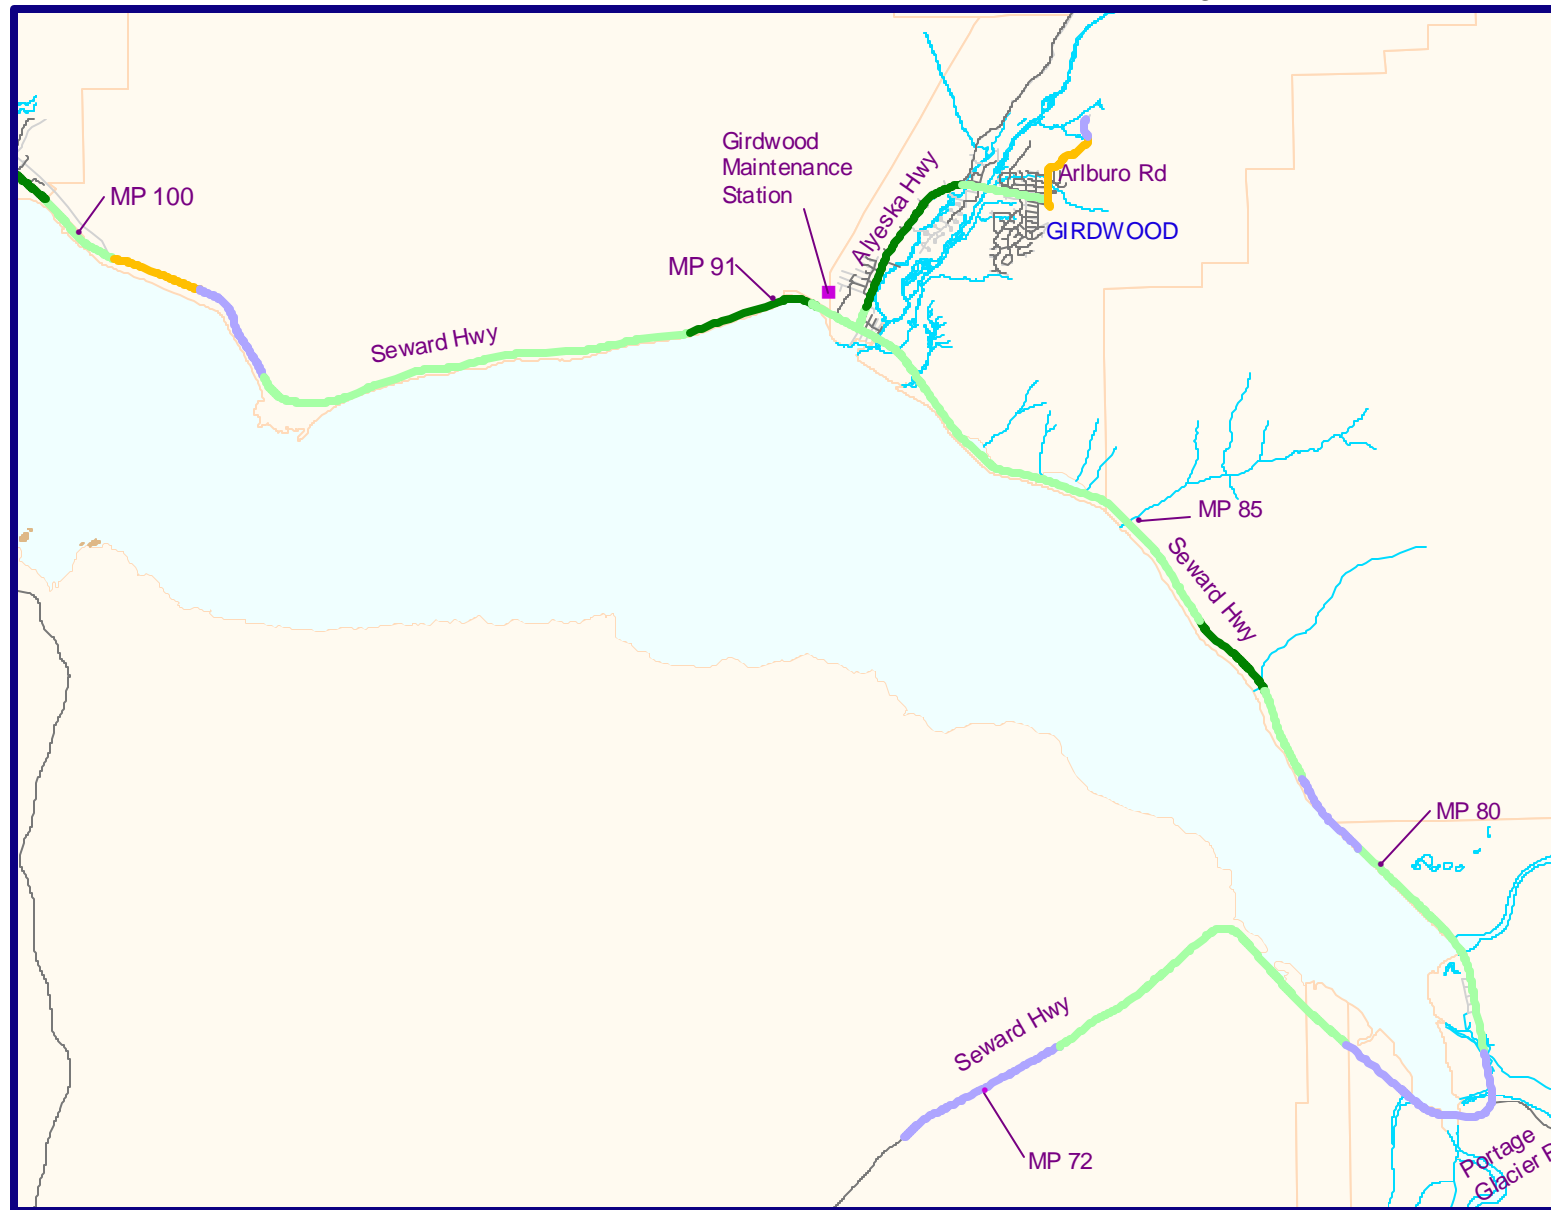 Girdwood
Maintenance
Station
Alyeska Hwy
Arlburo Rd
MP 100
GIRDWOOD
MP 91
Seward Hwy
MP 85
Seward Hwy
MP 80
Seward Hwy
MP 72
Portage
Glacier